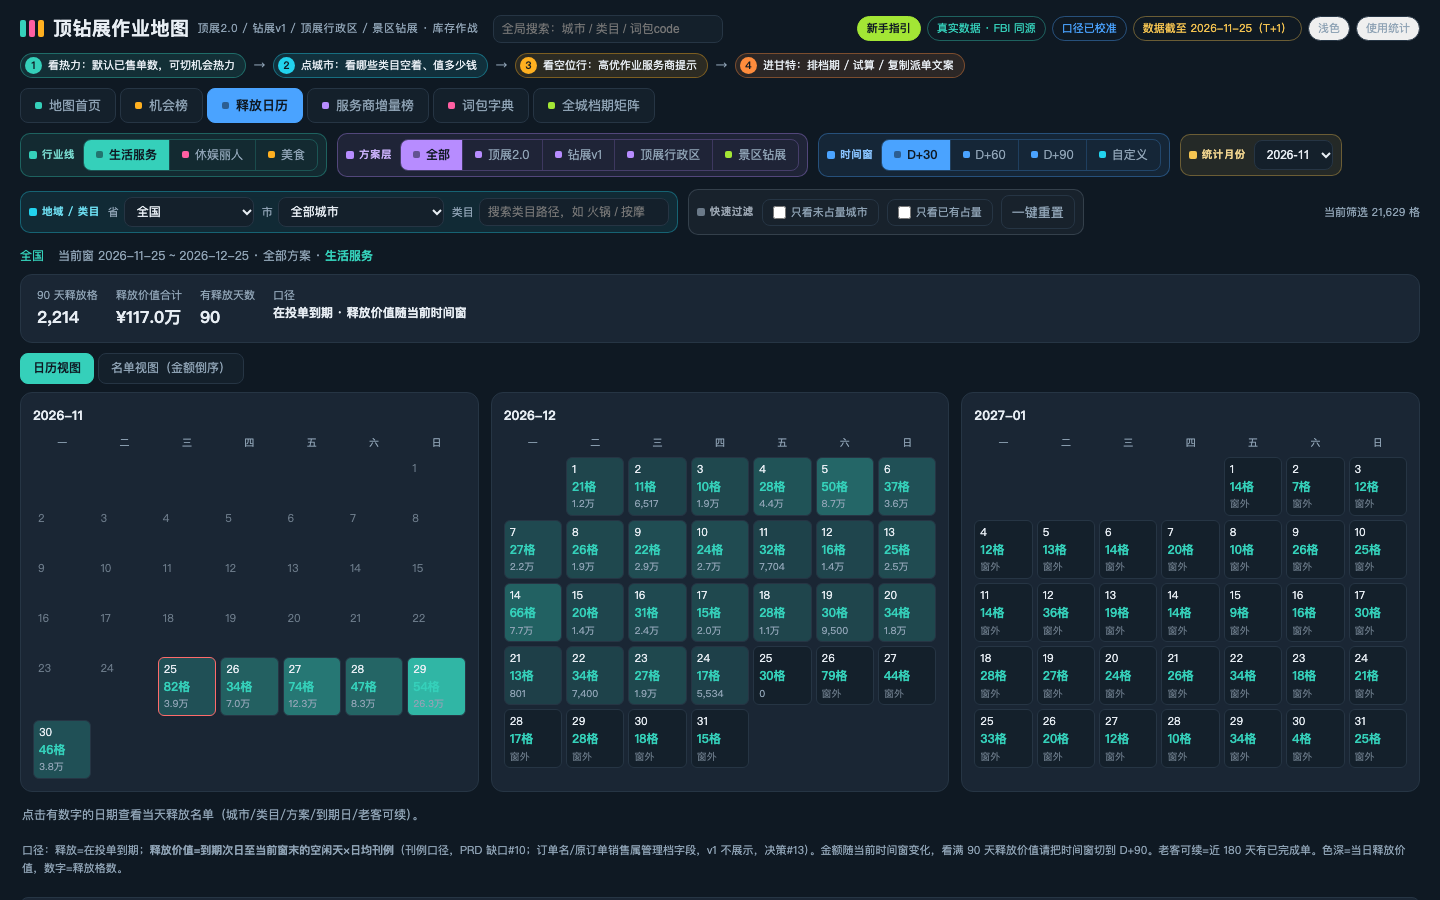 顶钻展作业地图 顶展2.0 / 钻展v1 / 顶展行政区 / 景区钻展 · 库存作战 全局搜索：城市 / 类目 / 词包code 新手指引 真实数据 · FBI 同源 口径已校准 数据截至 2026-11-25（T+1） 浅色 使用统计
1 看热力：默认已售单数，可切机会热力 → 2 点城市：看哪些类目空着、值多少钱 → 3 看空位行：高优作业服务商提示 → 4 进甘特：排档期 / 试算 / 复制派单文案
地图首页 机会榜 释放日历 服务商增量榜 词包字典 全城档期矩阵
行业线 生活服务 休娱丽人 美食 方案层 全部 顶展2.0 钻展v1 顶展行政区 景区钻展 时间窗 D+30 D+60 D+90 自定义 统计月份 2026-11
地域 / 类目 省 全国 市 全部城市 类目 搜索类目路径，如 火锅 / 按摩 快速过滤 只看未占量城市 只看已有占量 一键重置 当前筛选 21,629 格
全国 当前窗 2026-11-25 ~ 2026-12-25 · 全部方案 · 生活服务
90 天释放格 释放价值合计 有释放天数 口径
2,214 ¥117.0万 90 在投单到期 · 释放价值随当前时间窗
日历视图 名单视图（金额倒序）
2026-11
一 二 三 四 五 六 日
1
2 3 4 5 6 7 8
9 10 11 12 13 14 15
16 17 18 19 20 21 22
23 24 25 26 27 28 29
82格 34格 74格 47格 54格
3.9万 7.0万 12.3万 8.3万 26.3万
30
46格
3.8万
2026-12
一 二 三 四 五 六 日
1 2 3 4 5 6
21格 11格 10格 28格 50格 37格
1.2万 6,517 1.9万 4.4万 8.7万 3.6万
7 8 9 10 11 12 13
27格 26格 22格 24格 32格 16格 25格
2.2万 1.9万 2.9万 2.7万 7,704 1.4万 2.5万
14 15 16 17 18 19 20
66格 20格 31格 15格 28格 30格 34格
7.7万 1.4万 2.4万 2.0万 1.1万 9,500 1.8万
21 22 23 24 25 26 27
13格 34格 27格 17格 30格 79格 44格
801 7,400 1.9万 5,534 0 窗外 窗外
28 29 30 31
17格 28格 18格 15格
窗外 窗外 窗外 窗外
2027-01
一 二 三 四 五 六 日
1 2 3
14格 7格 12格
窗外 窗外 窗外
4 5 6 7 8 9 10
12格 13格 14格 20格 10格 26格 25格
窗外 窗外 窗外 窗外 窗外 窗外 窗外
11 12 13 14 15 16 17
14格 36格 19格 14格 9格 16格 30格
窗外 窗外 窗外 窗外 窗外 窗外 窗外
18 19 20 21 22 23 24
28格 27格 24格 26格 34格 18格 21格
窗外 窗外 窗外 窗外 窗外 窗外 窗外
25 26 27 28 29 30 31
33格 20格 12格 10格 34格 4格 25格
窗外 窗外 窗外 窗外 窗外 窗外 窗外
点击有数字的日期查看当天释放名单（城市/类目/方案/到期日/老客可续）。
口径：释放=在投单到期；释放价值=到期次日至当前窗末的空闲天×日均刊例（刊例口径，PRD 缺口#10；订单名/原订单销售属管理档字段，v1 不展示，决策#13）。金额随当前时间窗变化，看满 90 天释放价值请把时间窗切到 D+90。老客可续=近 180 天有已完成单。色深=当日释放价
值，数字=释放格数。